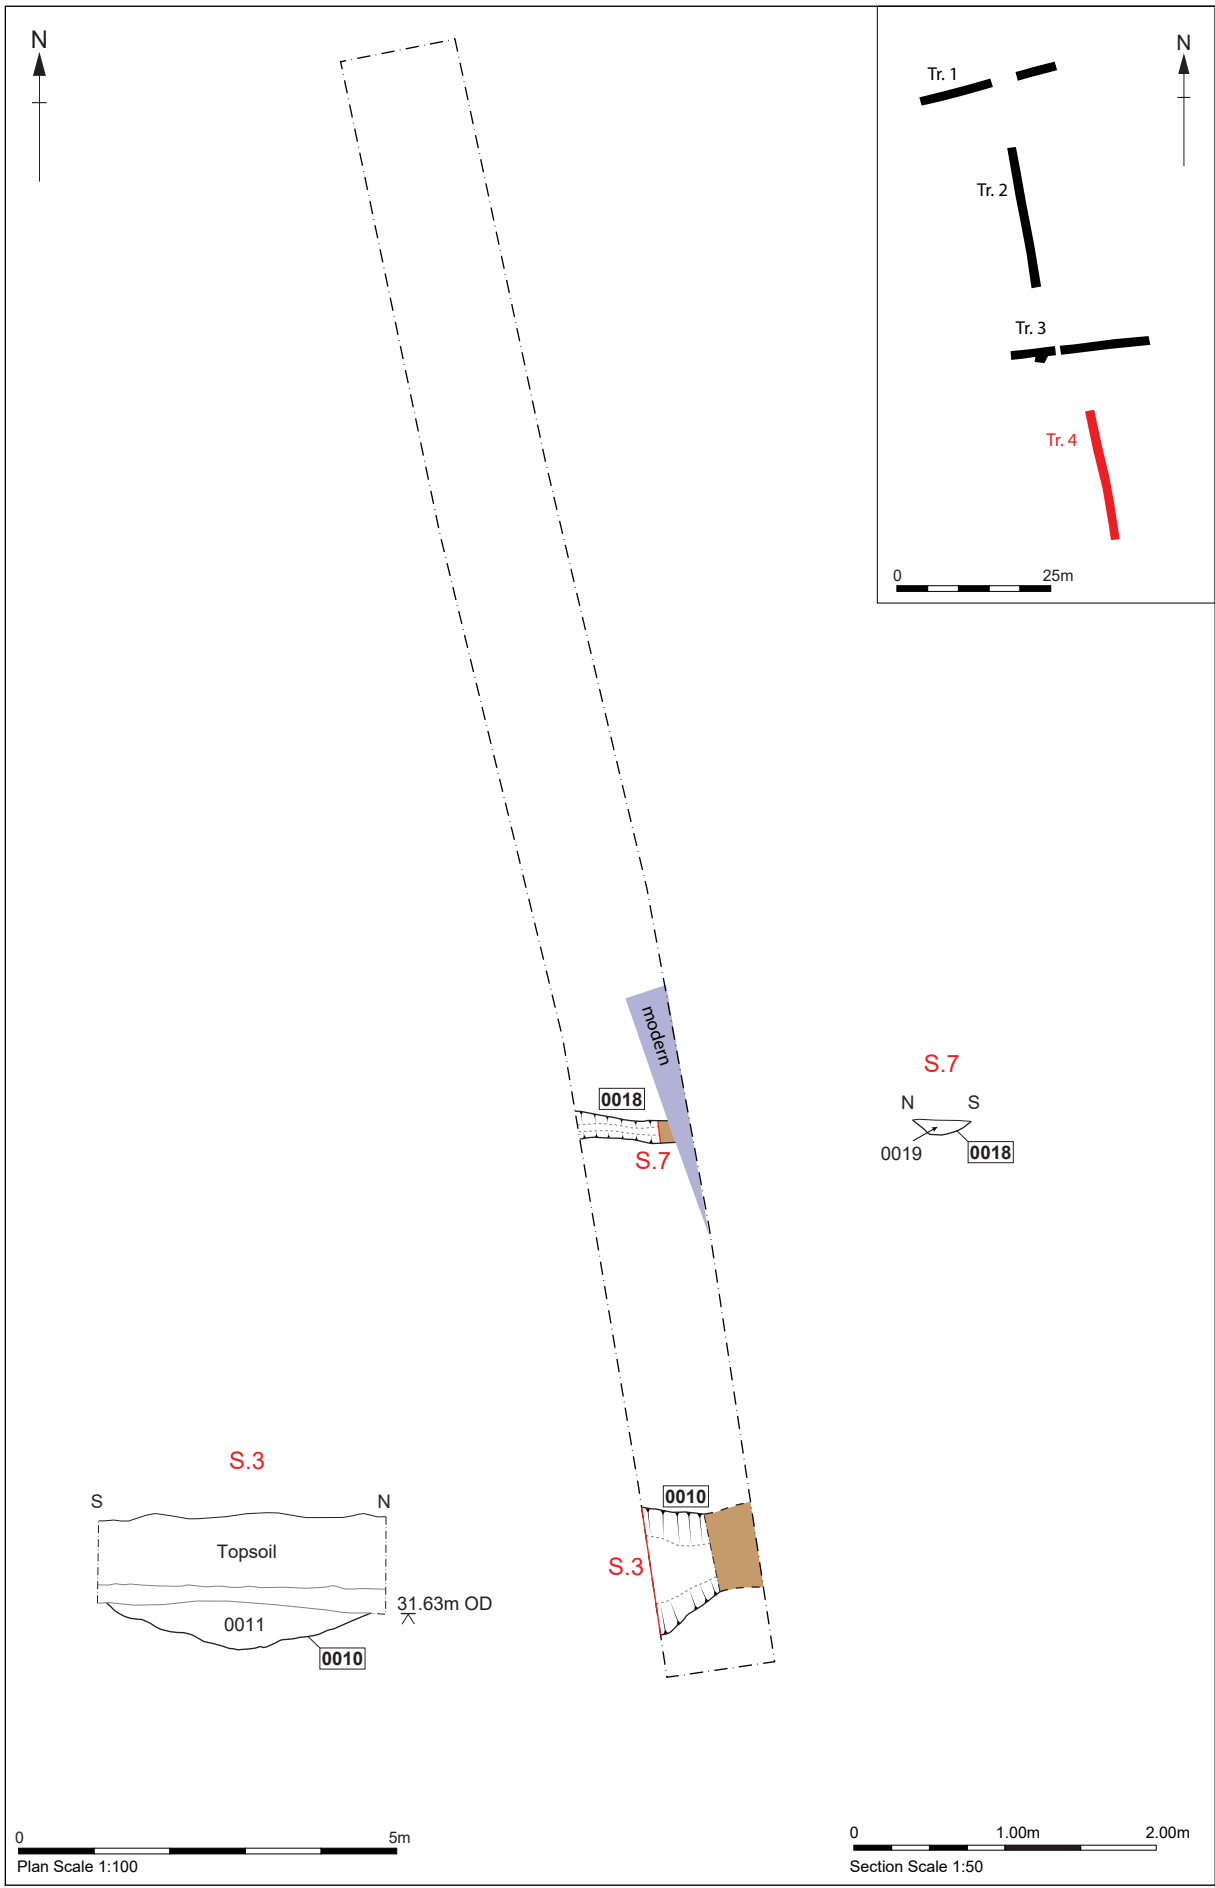 N
N
Tr. 1
Tr. 2
Tr. 3
Tr. 4
0 25m
modern
0018
S.7
S.7
N S
0019 0018
S.3
S N
Topsoil
31.63m OD
0011
0010
0010
S.3
0 5m
Plan Scale 1:100
0 1.00m 2.00m
Section Scale 1:50